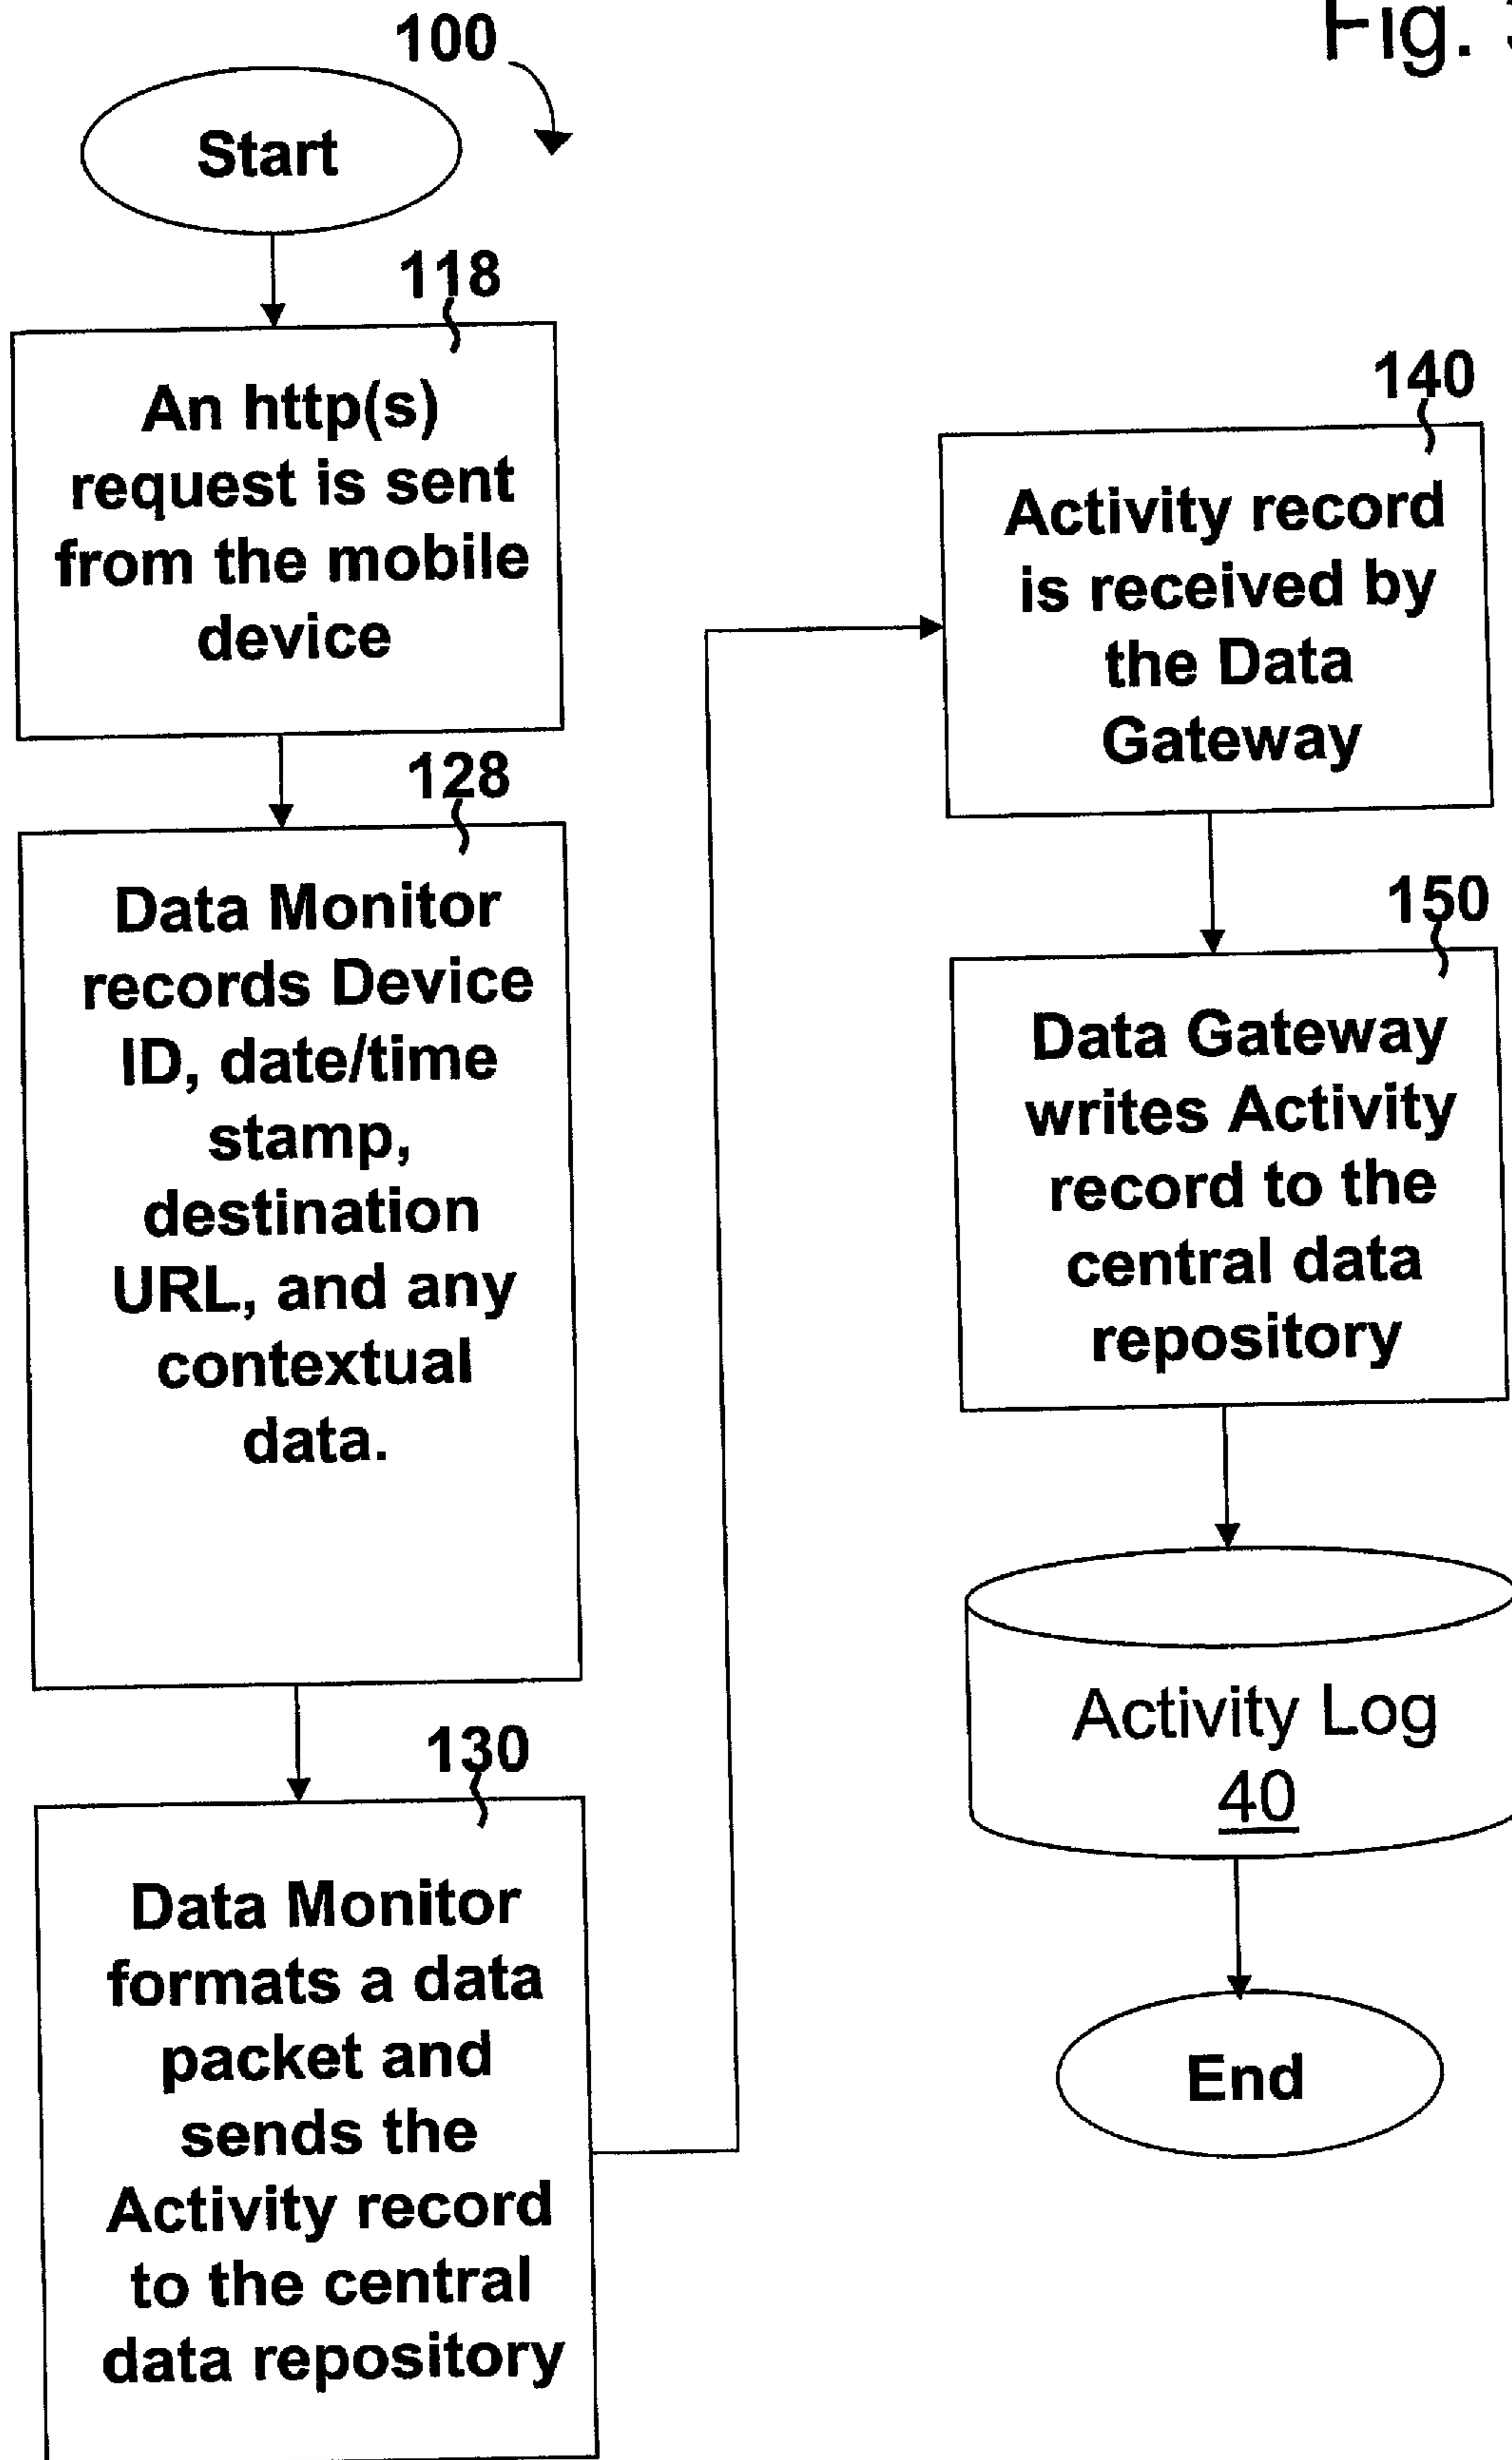 Fig.
100
Start
118
An http(s)
request is sent
from the mobile
device
128
Data Monitor
records Device
ID, date/time
stamp,
destination
URL, and any
contextual
data.
130
Data Monitor
formats a data
packet and
sends the
Activity record
to the central
data repository
140
Activity record
is received by
the Data
Gateway
150
Data Gateway
writes Activity
record to the
central data
repository
Activity Log
40
End